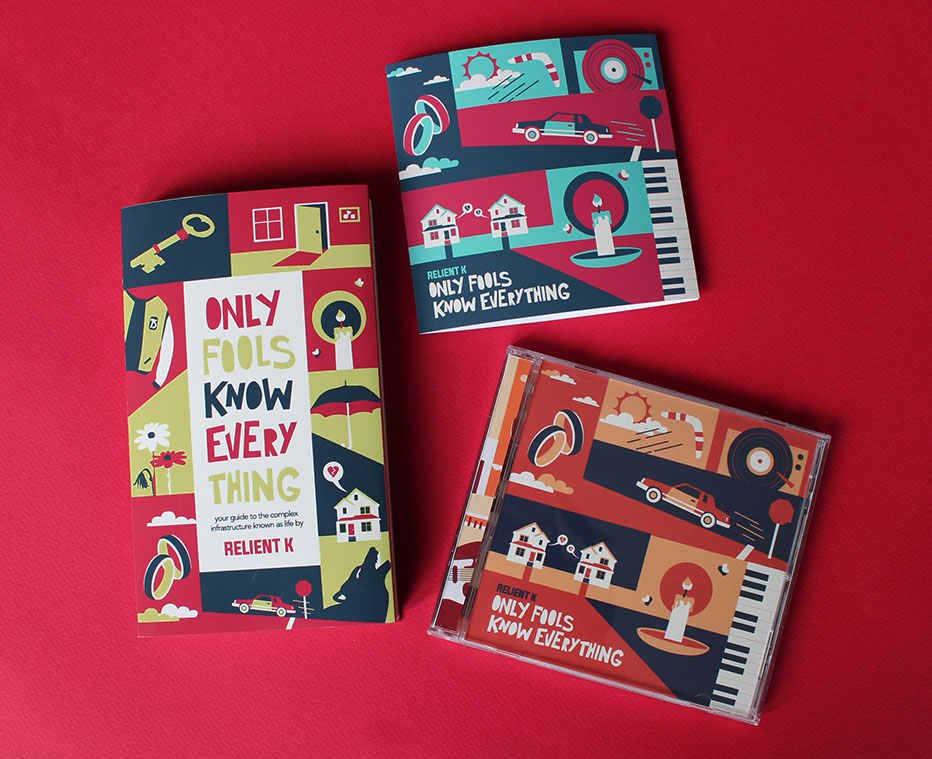 ONLY
FOOLS
KNOW
EVERY
THING
your guide to the complex
infrastructure known as life by
RELIENT K
RELIENT K
ONLY FOOLS
KNOW EVERYTHING
RELIENT K
ONLY FOOLS
KNOW EVERYTHING